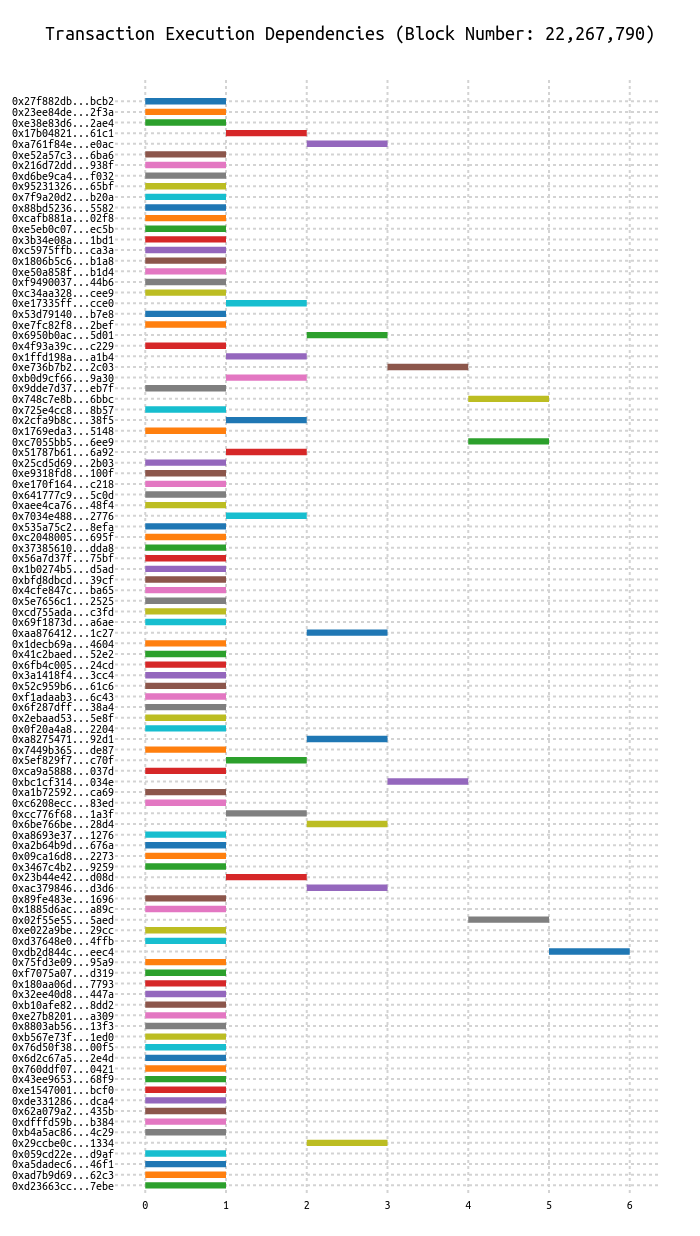 Transaction Execution Dependencies (Block Number: 22,267,790)
0x27f882db...bcb2
0x23ee84de...2f3a
0xe38e83d6...2ae4
0x17b04821...61c1
0xa761f84e...e0ac
0xe52a57c3...6ba6
0x216d72dd...938f
0xd6be9ca4...f032
0x95231326...65bf
0x7f9a20d2...b20a
0x88bd5236...5582
0xcafb881a...02f8
0xe5eb0c07...ec5b
0x3b34e08a...1bd1
0xc5975ffb...ca3a
0x1806b5c6...b1a8
0xe50a858f...b1d4
0xf9490037...44b6
0xc34aa328...cee9
0xe17335ff...cce0
0x53d79140...b7e8
0xe7fc82f8...2bef
0x6950b0ac...5d01
0x4f93a39c...c229
0x1ffd198a...a1b4
0xe736b7b2...2c03
0xb0d9cf66...9a30
0x9dde7d37...eb7f
0x748c7e8b...6bbc
0x725e4cc8...8b57
0x2cfa9b8c...38f5
0x1769eda3...5148
0xc7055bb5...6ee9
0x51787b61...6a92
0x25cd5d69...2b03
0xe9318fd8...100f
0xe170f164...c218
0x641777c9...5c0d
0xaee4ca76...48f4
0x7034e488...2776
0x535a75c2...8efa
0xc2048005...695f
0x37385610...dda8
0x56a7d37f...75bf
0x1b0274b5...d5ad
0xbfd8dbcd...39cf
0x4cfe847c...ba65
0x5e7656c1...2525
0xcd755ada...c3fd
0x69f1873d...a6ae
0xaa876412...1c27
0x1decb69a...4604
0x41c2baed...52e2
0x6fb4c005...24cd
0x3a1418f4...3cc4
0x52c959b6...61c6
0xf1adaab3...6c43
0x6f287dff...38a4
0x2ebaad53...5e8f
0x0f20a4a8...2204
0xa8275471...92d1
0x7449b365...de87
0x5ef829f7...c70f
0xca9a5888...037d
0xbc1cf314...034e
0xa1b72592...ca69
0xc6208ecc...83ed
0xcc776f68...1a3f
0x6be766be...28d4
0xa8693e37...1276
0xa2b64b9d...676a
0x09ca16d8...2273
0x3467c4b2...9259
0x23b44e42...d08d
0xac379846...d3d6
0x89fe483e...1696
0x1885d6ac...a89c
0x02f55e55...5aed
0xe022a9be...29cc
0xd37648e0...4ffb
0xdb2d844c...eec4
0x75fd3e09...95a9
0xf7075a07...d319
0x180aa06d...7793
0x32ee40d8...447a
0xb10afe82...8dd2
0xe27b8201...a309
0x8803ab56...13f3
0xb567e73f...1ed0
0x76d50f38...00f5
0x6d2c67a5...2e4d
0x760ddf07...0421
0x43ee9653...68f9
0xe1547001...bcf0
0xde331286...dca4
0x62a079a2...435b
0xdfffd59b...b384
0xb4a5ac86...4c29
0x29ccbe0c...1334
0x059cd22e...d9af
0xa5dadec6...46f1
0xad7b9d69...62c3
0xd23663cc...7ebe
0 1 2 3 4 5 6